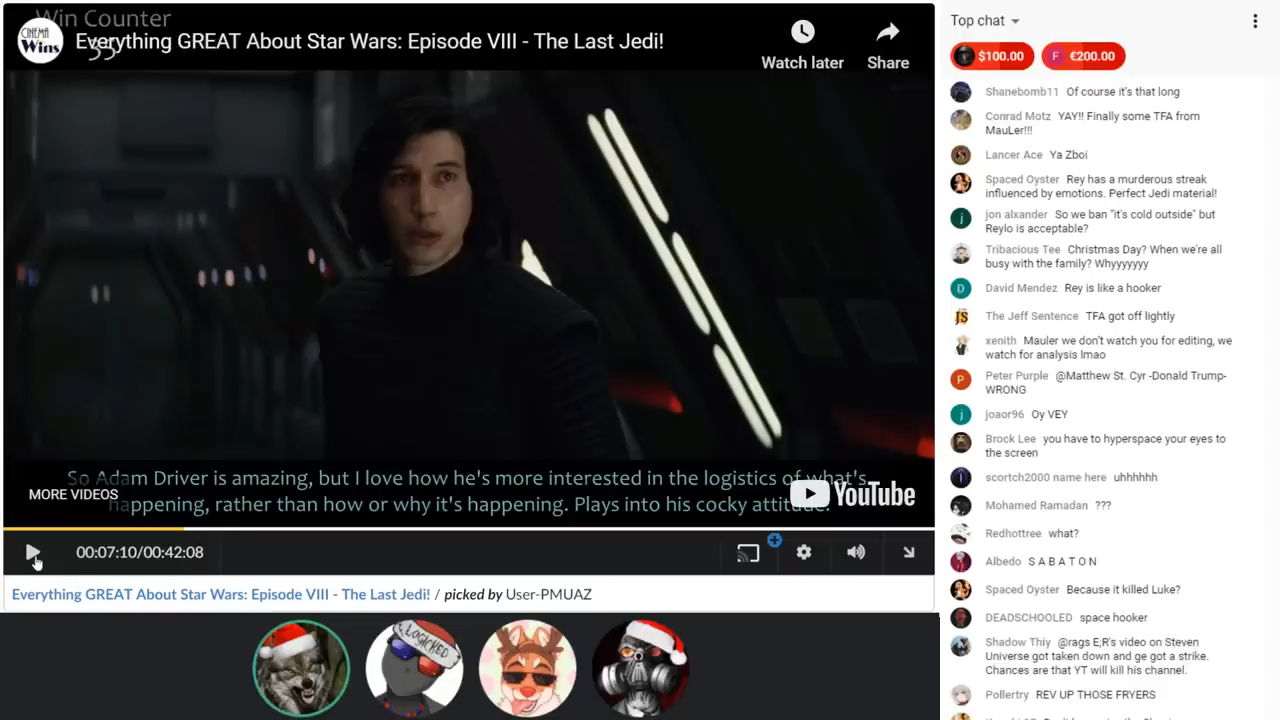 Win Counter
35
CINEMA
Wins
Everything GREAT About Star Wars: Episode VIII - The Last Jedi!
Watch later
Share
So Adam Driver is amazing, but I love how he's more interested in the logistics of what's
happening, rather than how or why it's happening. Plays into his cocky attitude.
MORE VIDEOS
YouTube
00:07:10/00:42:08
Everything GREAT About Star Wars: Episode VIII - The Last Jedi! / picked by User-PMUAZ
LOGICKED
Top chat
$100.00
F €200.00
Shanebomb11 Of course it's that long
Conrad Motz YAY!! Finally some TFA from
MauLer!!!
Lancer Ace Ya Zboi
Spaced Oyster Rey has a murderous streak
influenced by emotions. Perfect Jedi material!
j jon alxander So we ban "it's cold outside" but
Reylo is acceptable?
Tribacious Tee Christmas Day? When we're all
busy with the family? Whyyyyyy
D David Mendez Rey is like a hooker
JS The Jeff Sentence TFA got off lightly
xenith Mauler we don't watch you for editing, we
watch for analysis lmao
P Peter Purple @Matthew St. Cyr -Donald Trump-
WRONG
j joaor96 Oy VEY
Brock Lee you have to hyperspace your eyes to
the screen
scortch2000 name here uhhhhhh
Mohamed Ramadan ???
Redhottree what?
Albedo S A B A T O N
Spaced Oyster Because it killed Luke?
DEADSCHOOLED space hooker
Shadow Thiy @rags E;R's video on Steven
Universe got taken down and ge got a strike.
Chances are that YT will kill his channel.
Pollertry REV UP THOSE FRYERS